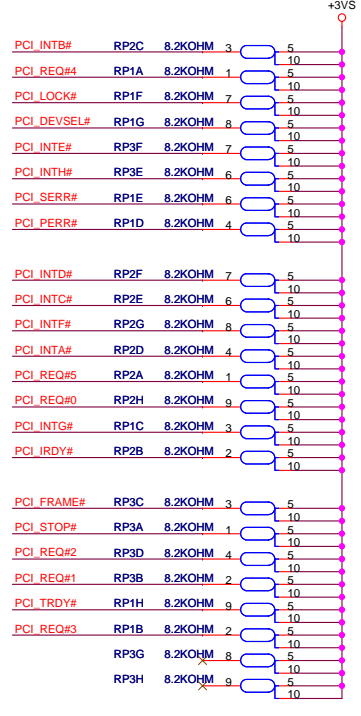 +3VS
PCI_INTB# RP2C 8.2KOHM 3 5
10
PCI_REQ#4 RP1A 8.2KOHM 1 5
10
PCI_LOCK# RP1F 8.2KOHM 7 5
10
PCI_DEVSEL# RP1G 8.2KOHM 8 5
10
PCI_INTE# RP3F 8.2KOHM 7 5
10
PCI_INTH# RP3E 8.2KOHM 6 5
10
PCI_SERR# RP1E 8.2KOHM 6 5
10
PCI_PERR# RP1D 8.2KOHM 4 5
10
PCI_INTD# RP2F 8.2KOHM 7 5
10
PCI_INTC# RP2E 8.2KOHM 6 5
10
PCI_INTF# RP2G 8.2KOHM 8 5
10
PCI_INTA# RP2D 8.2KOHM 4 5
10
PCI_REQ#5 RP2A 8.2KOHM 1 5
10
PCI_REQ#0 RP2H 8.2KOHM 9 5
10
PCI_INTG# RP1C 8.2KOHM 3 5
10
PCI_IRDY# RP2B 8.2KOHM 2 5
10
PCI_FRAME# RP3C 8.2KOHM 3 5
10
PCI_STOP# RP3A 8.2KOHM 1 5
10
PCI_REQ#2 RP3D 8.2KOHM 4 5
10
PCI_REQ#1 RP3B 8.2KOHM 2 5
10
PCI_TRDY# RP1H 8.2KOHM 9 5
10
PCI_REQ#3 RP1B 8.2KOHM 2 5
10
RP3G 8.2KOHM 8 5
10
RP3H 8.2KOHM 9 5
10